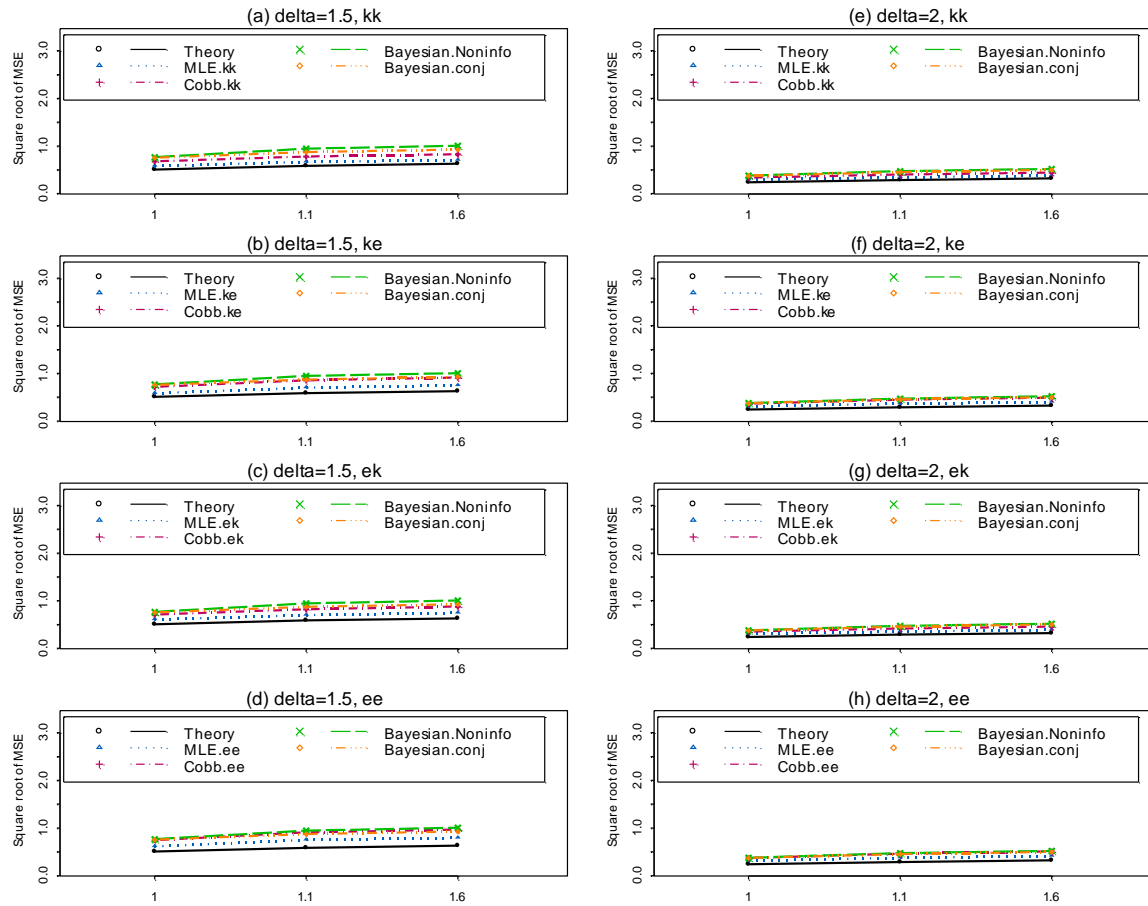 (a) delta=1.5, kk
Square root of MSE
0.0 1.0 2.0 3.0
Theory Bayesian.Noninfo
MLE.kk Bayesian.conj
Cobb.kk
1 1.1 1.6
(e) delta=2, kk
Square root of MSE
0.0 1.0 2.0 3.0
Theory Bayesian.Noninfo
MLE.kk Bayesian.conj
Cobb.kk
1 1.1 1.6
(b) delta=1.5, ke
Square root of MSE
0.0 1.0 2.0 3.0
Theory Bayesian.Noninfo
MLE.ke Bayesian.conj
Cobb.ke
1 1.1 1.6
(f) delta=2, ke
Square root of MSE
0.0 1.0 2.0 3.0
Theory Bayesian.Noninfo
MLE.ke Bayesian.conj
Cobb.ke
1 1.1 1.6
(c) delta=1.5, ek
Square root of MSE
0.0 1.0 2.0 3.0
Theory Bayesian.Noninfo
MLE.ek Bayesian.conj
Cobb.ek
1 1.1 1.6
(g) delta=2, ek
Square root of MSE
0.0 1.0 2.0 3.0
Theory Bayesian.Noninfo
MLE.ek Bayesian.conj
Cobb.ek
1 1.1 1.6
(d) delta=1.5, ee
Square root of MSE
0.0 1.0 2.0 3.0
Theory Bayesian.Noninfo
MLE.ee Bayesian.conj
Cobb.ee
1 1.1 1.6
(h) delta=2, ee
Square root of MSE
0.0 1.0 2.0 3.0
Theory Bayesian.Noninfo
MLE.ee Bayesian.conj
Cobb.ee
1 1.1 1.6